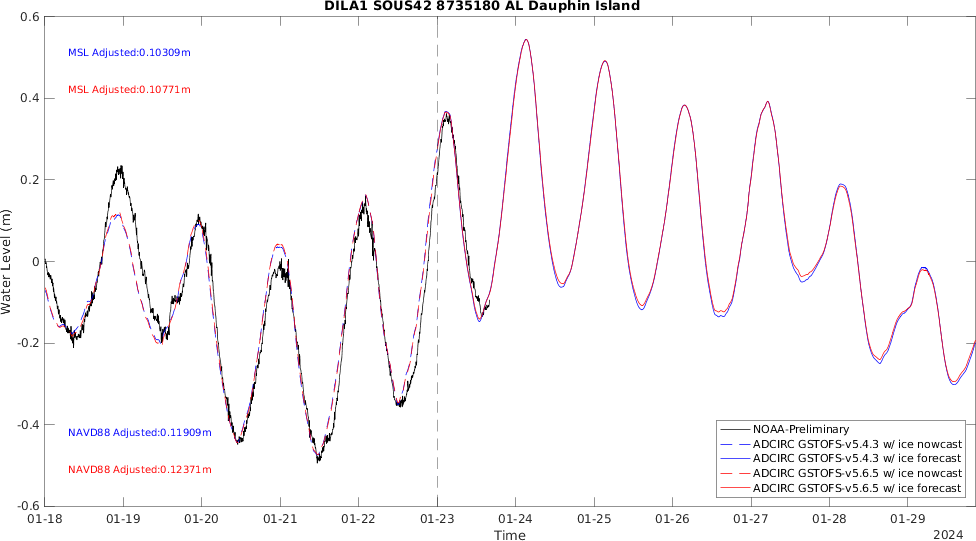 DILA1 SOUS42 8735180 AL Dauphin Island
0.6
0.4
0.2
0
-0.2
-0.4
-0.6
Water Level (m)
MSL Adjusted:0.10309m
MSL Adjusted:0.10771m
NAVD88 Adjusted:0.11909m
NAVD88 Adjusted:0.12371m
NOAA-Preliminary
ADCIRC GSTOFS-v5.4.3 w/ ice nowcast
ADCIRC GSTOFS-v5.4.3 w/ ice forecast
ADCIRC GSTOFS-v5.6.5 w/ ice nowcast
ADCIRC GSTOFS-v5.6.5 w/ ice forecast
01-18 01-19 01-20 01-21 01-22 01-23 01-24 01-25 01-26 01-27 01-28 01-29
Time
2024